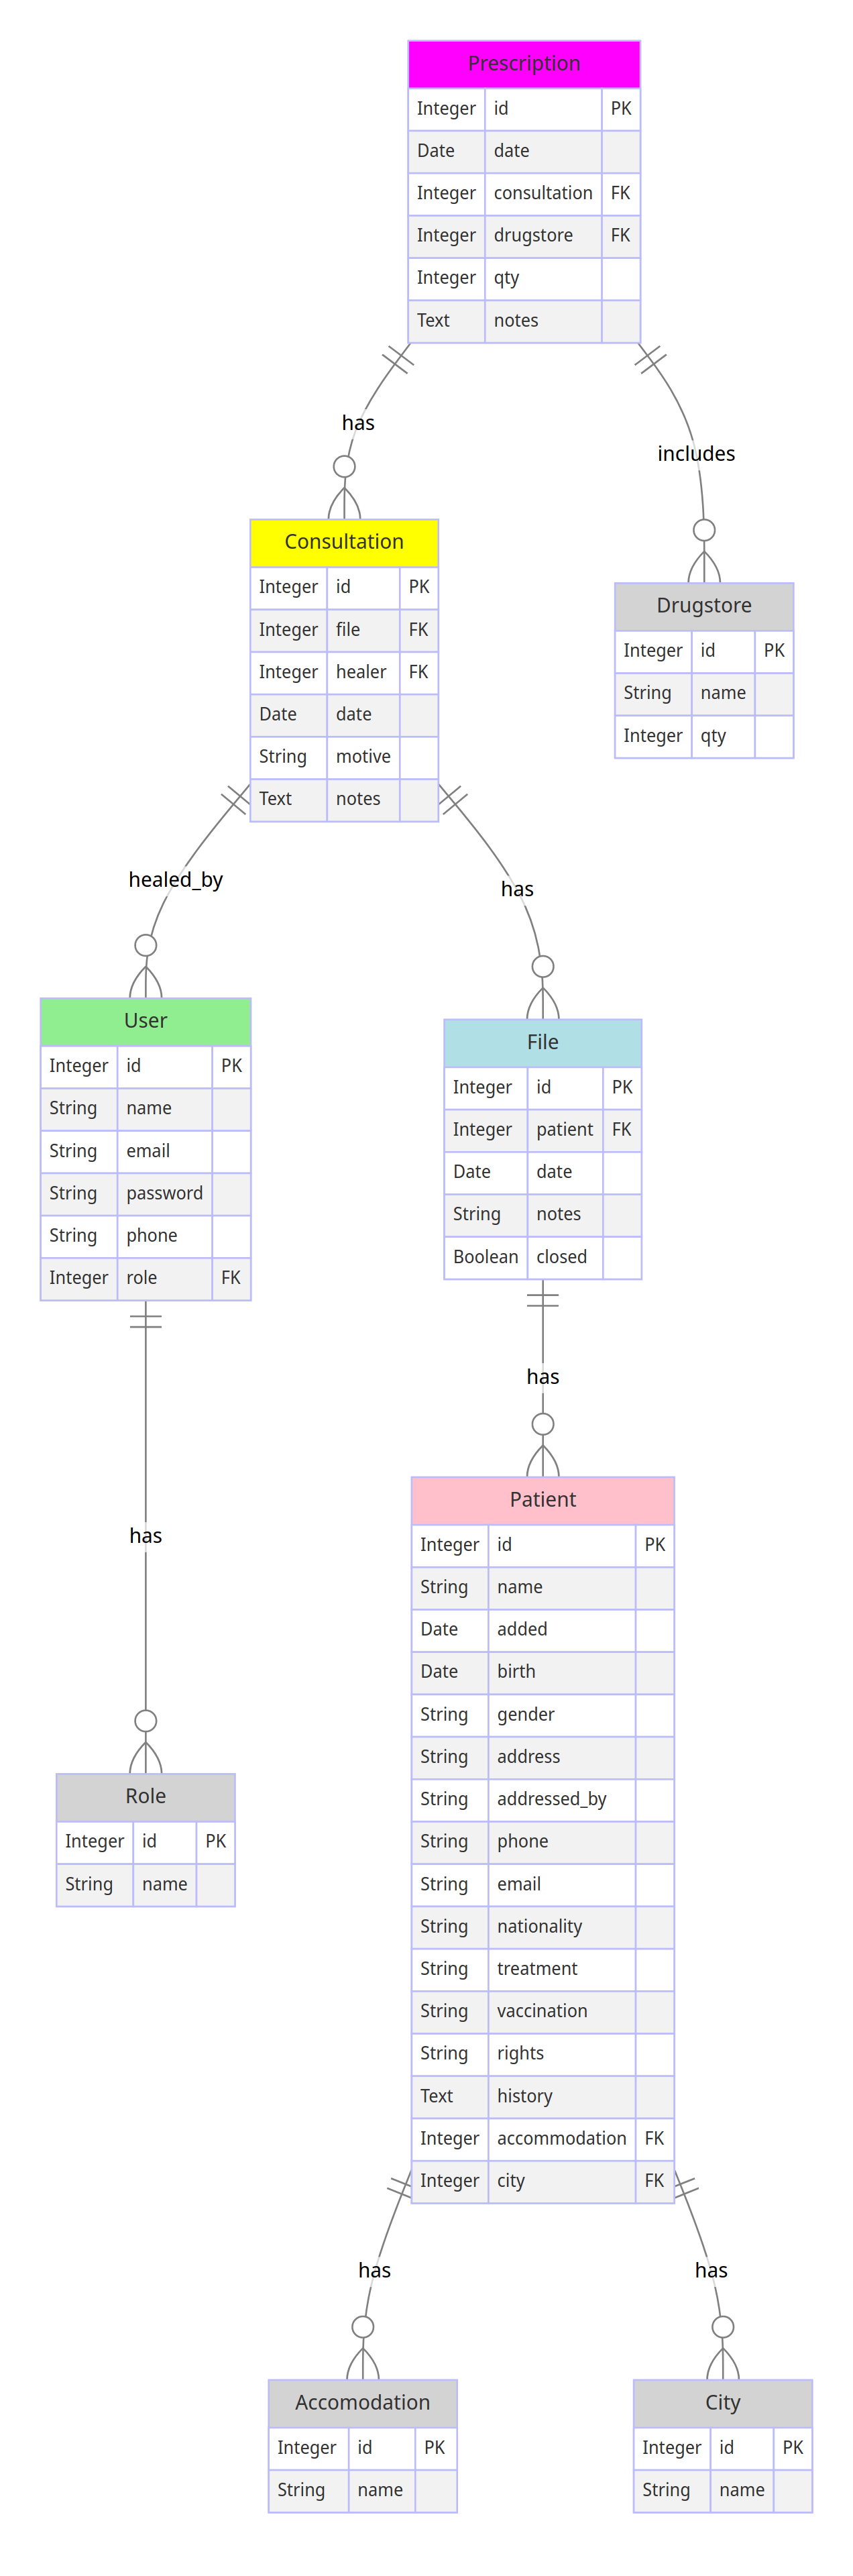 Prescription
Integer id PK
Date date
Integer consultation FK
Integer drugstore FK
Integer qty
Text notes
has
includes
Consultation
Integer id PK
Integer file FK
Integer healer FK
Date date
String motive
Text notes
Drugstore
Integer id PK
String name
Integer qty
healed_by
has
User
Integer id PK
String name
String email
String password
String phone
Integer role FK
File
Integer id PK
Integer patient FK
Date date
String notes
Boolean closed
has
has
Patient
Integer id PK
String name
Date added
Date birth
String gender
String address
String addressed_by
String phone
String email
String nationality
String treatment
String vaccination
String rights
Text history
Integer accommodation FK
Integer city FK
Role
Integer id PK
String name
has
has
Accomodation
Integer id PK
String name
City
Integer id PK
String name